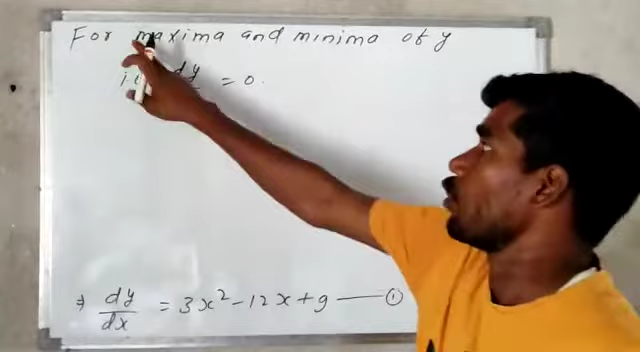 For maxima and minima of y
dy = 0.
⇒ dy/dx = 3x² - 12x + 9 — ①